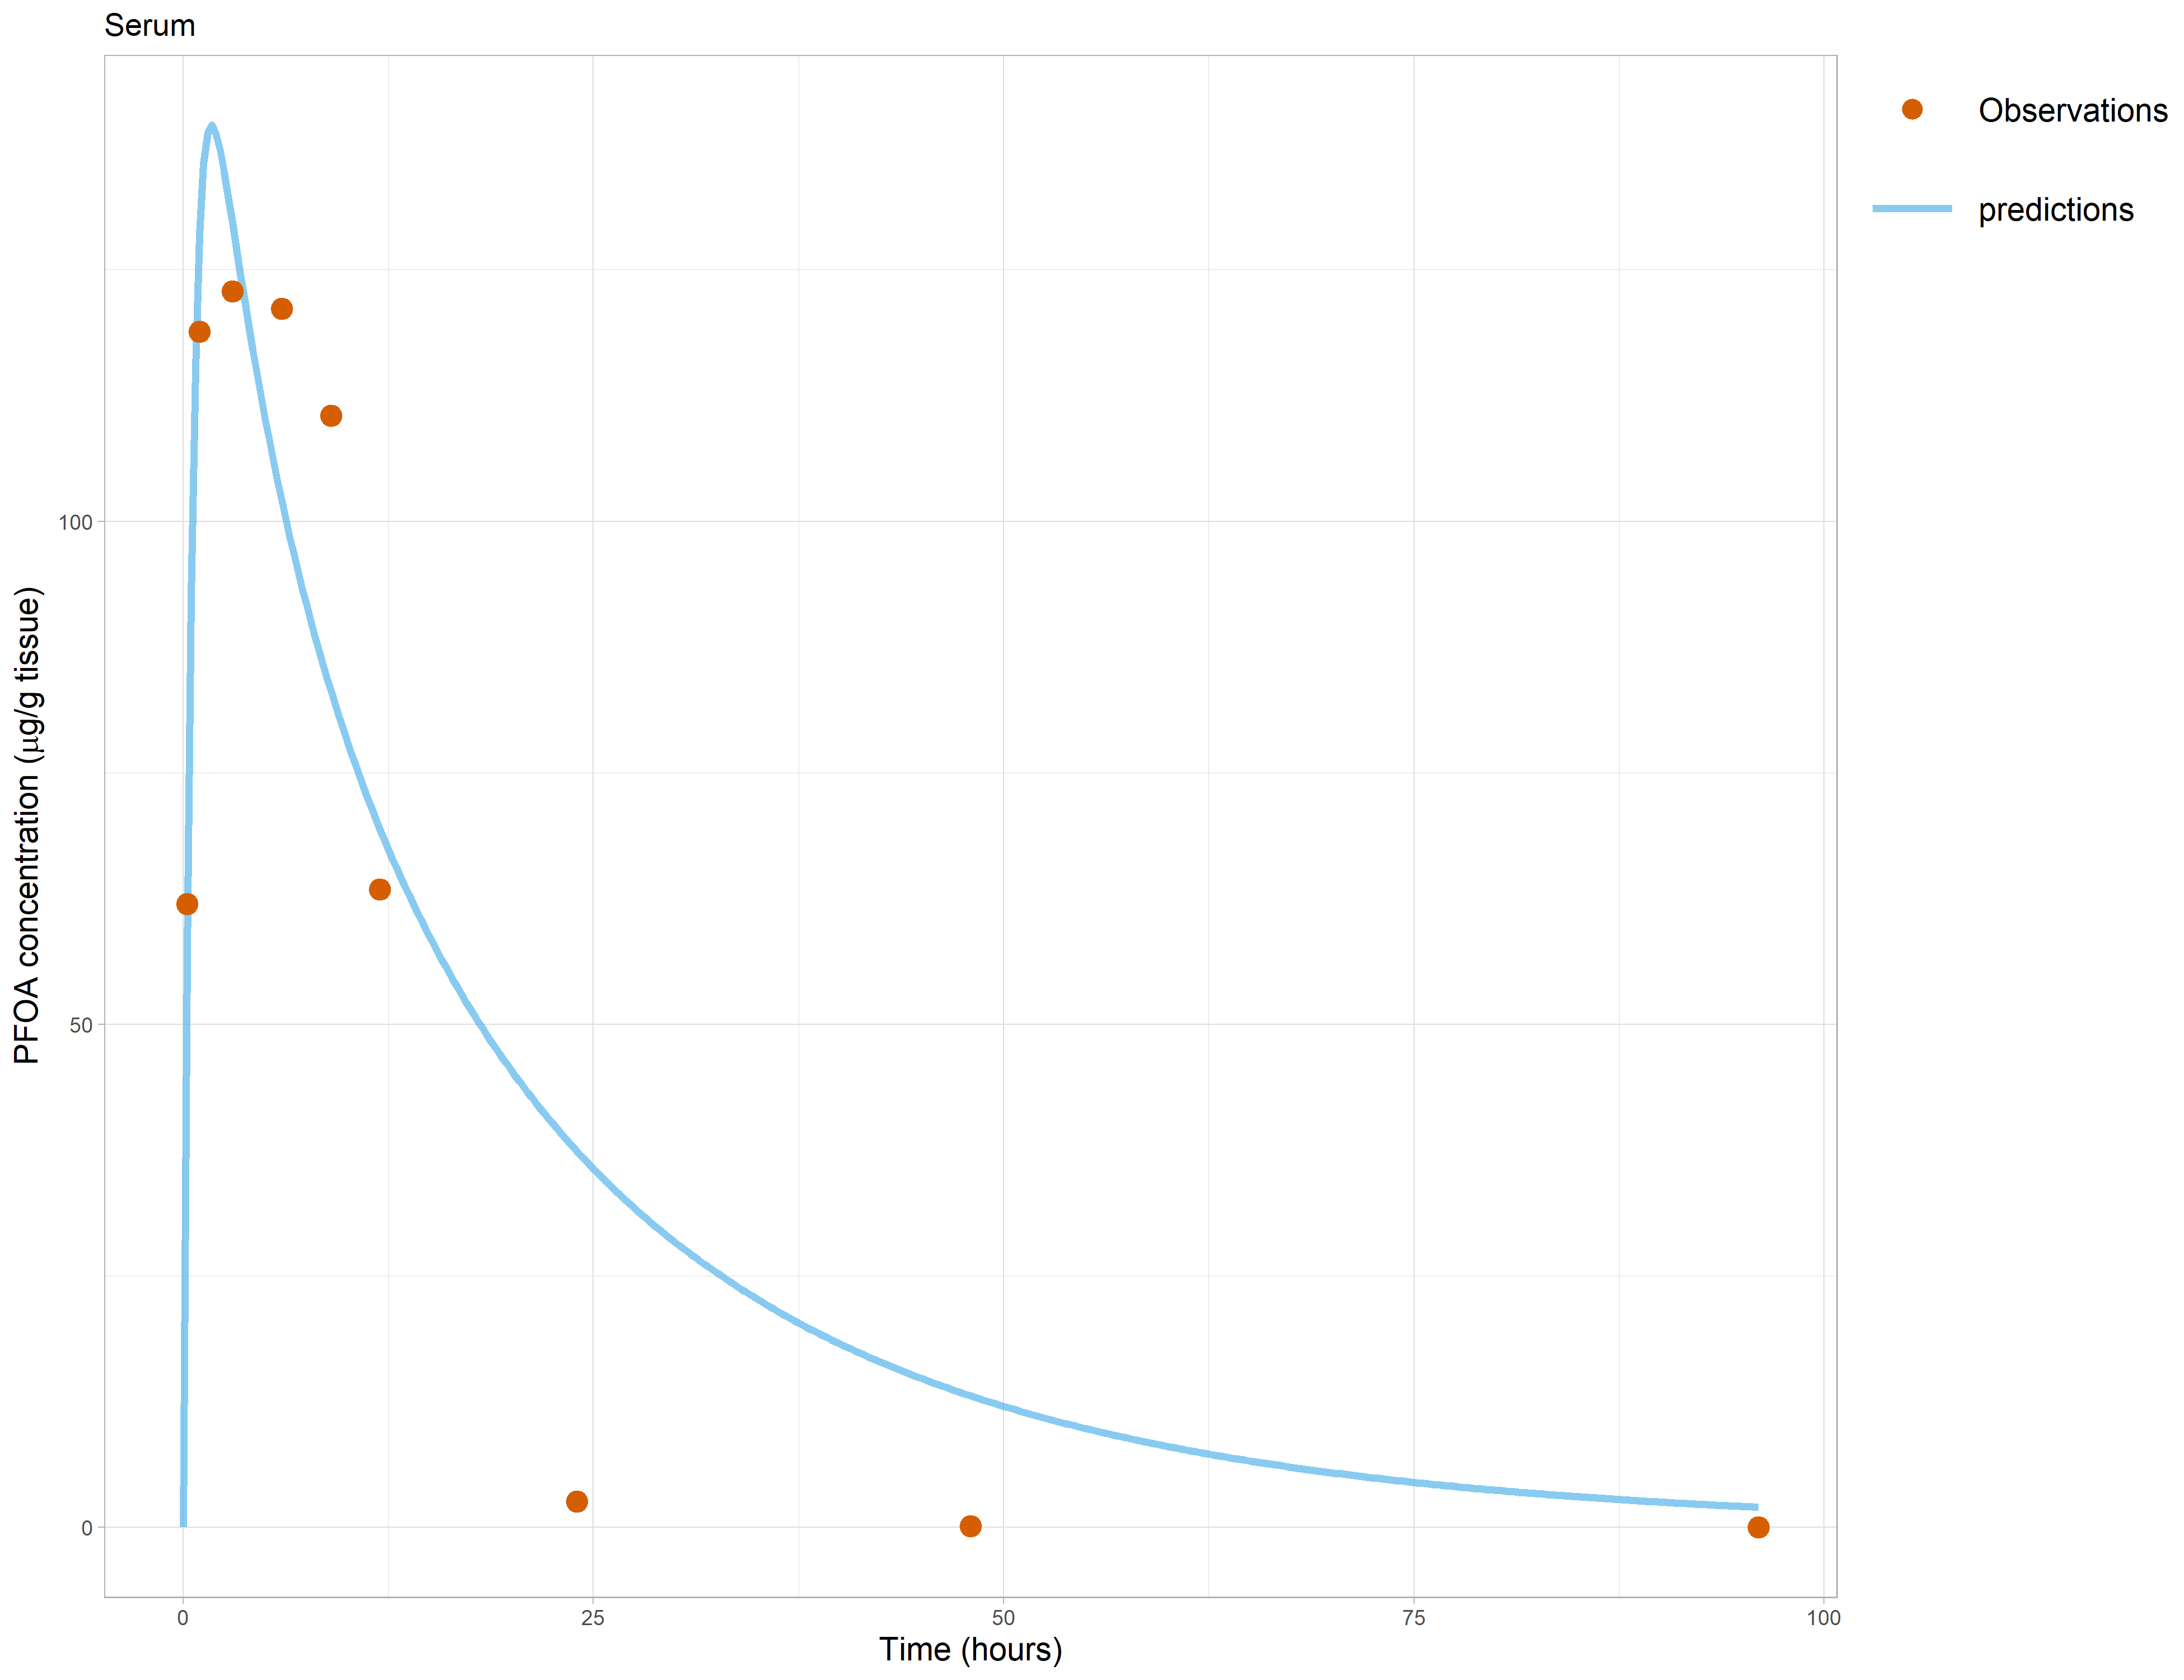 Serum
Observations
predictions
PFOA concentration (μg/g tissue)
100
50
0
0
25
50
75
100
Time (hours)